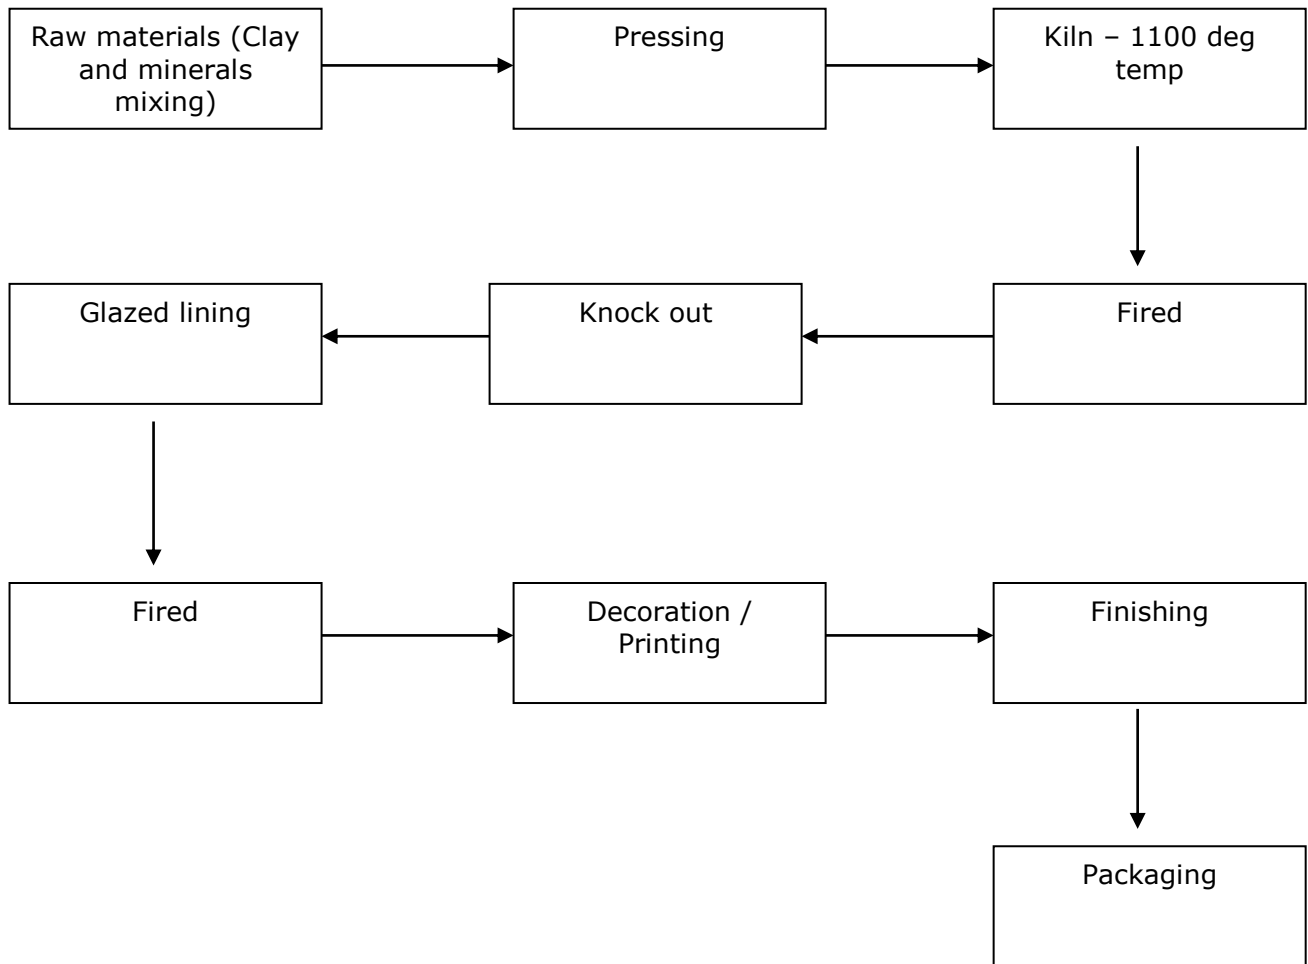 Raw materials (Clay
and minerals
mixing)
Pressing
Kiln – 1100 deg
temp
Glazed lining
Knock out
Fired
Fired
Decoration /
Printing
Finishing
Packaging